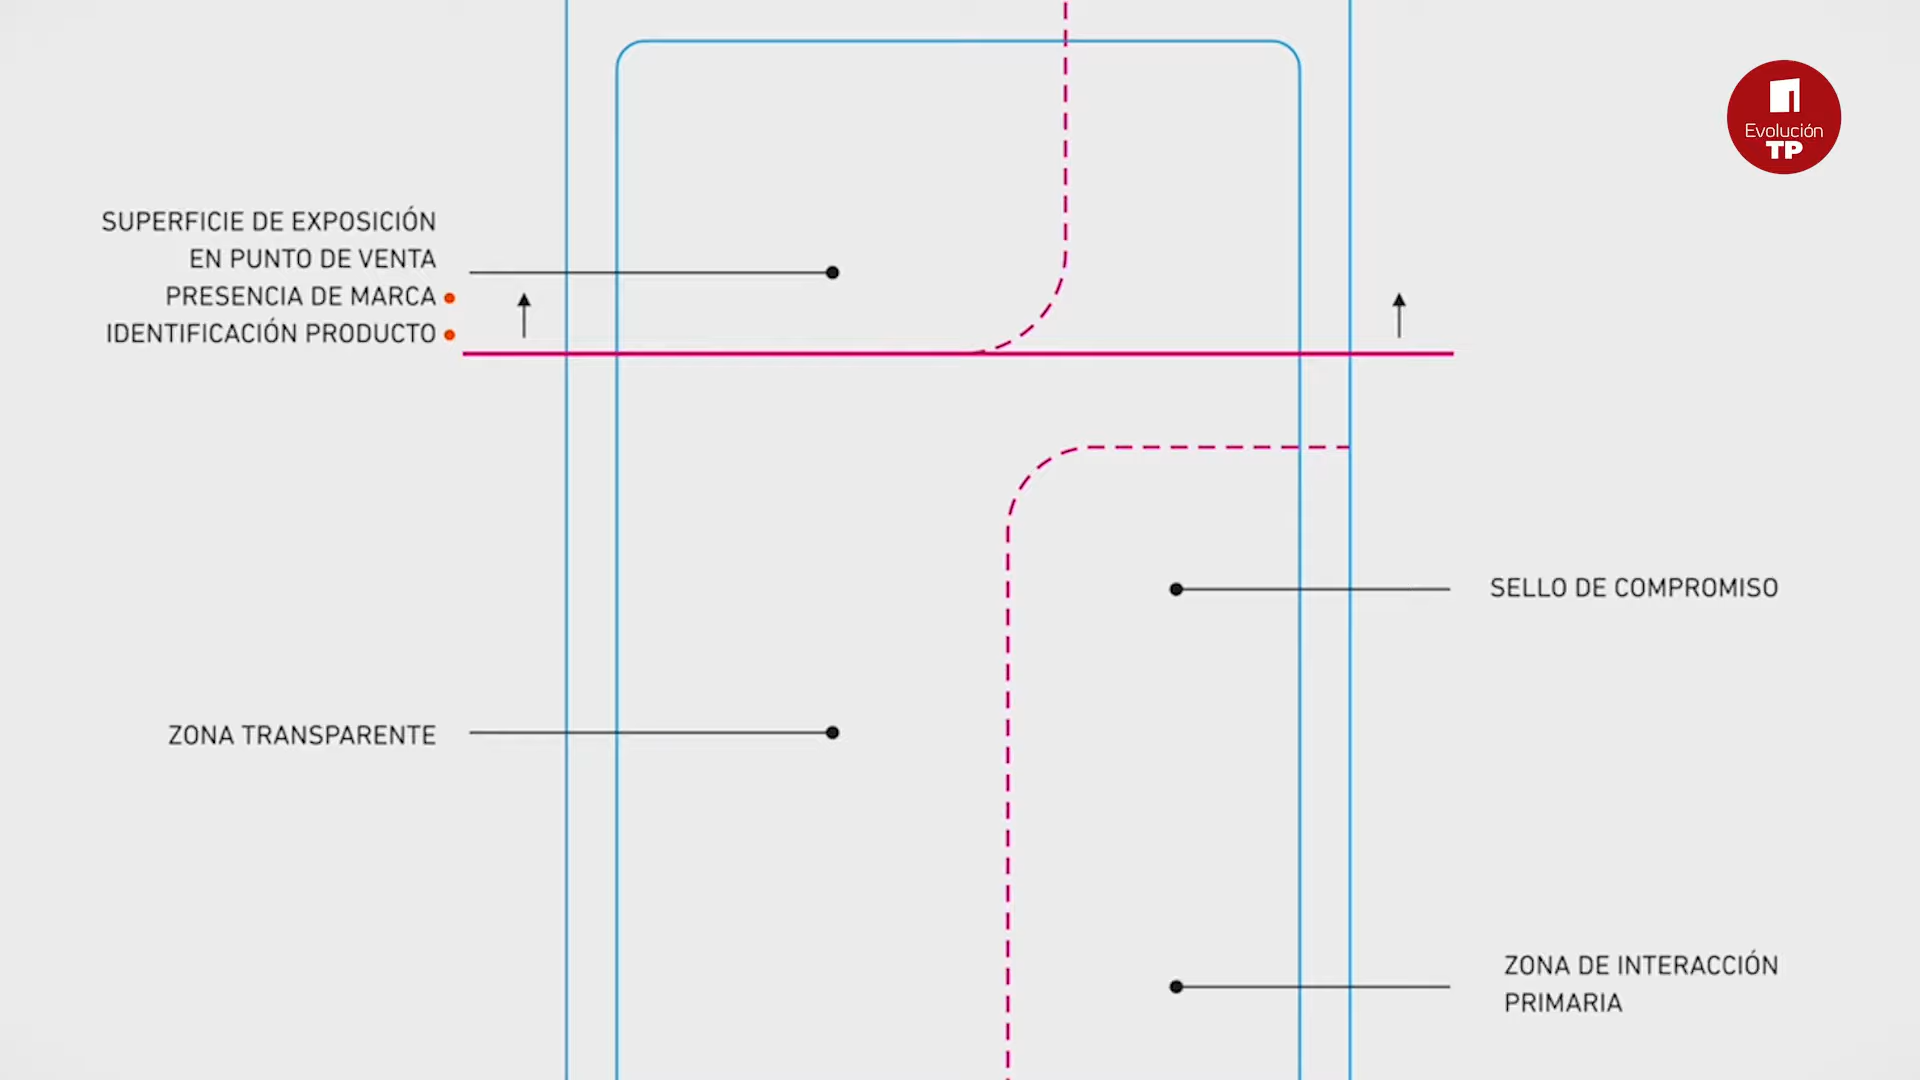 Evolución
TP
SUPERFICIE DE EXPOSICIÓN
EN PUNTO DE VENTA
PRESENCIA DE MARCA
IDENTIFICACIÓN PRODUCTO
SELLO DE COMPROMISO
ZONA TRANSPARENTE
ZONA DE INTERACCIÓN
PRIMARIA